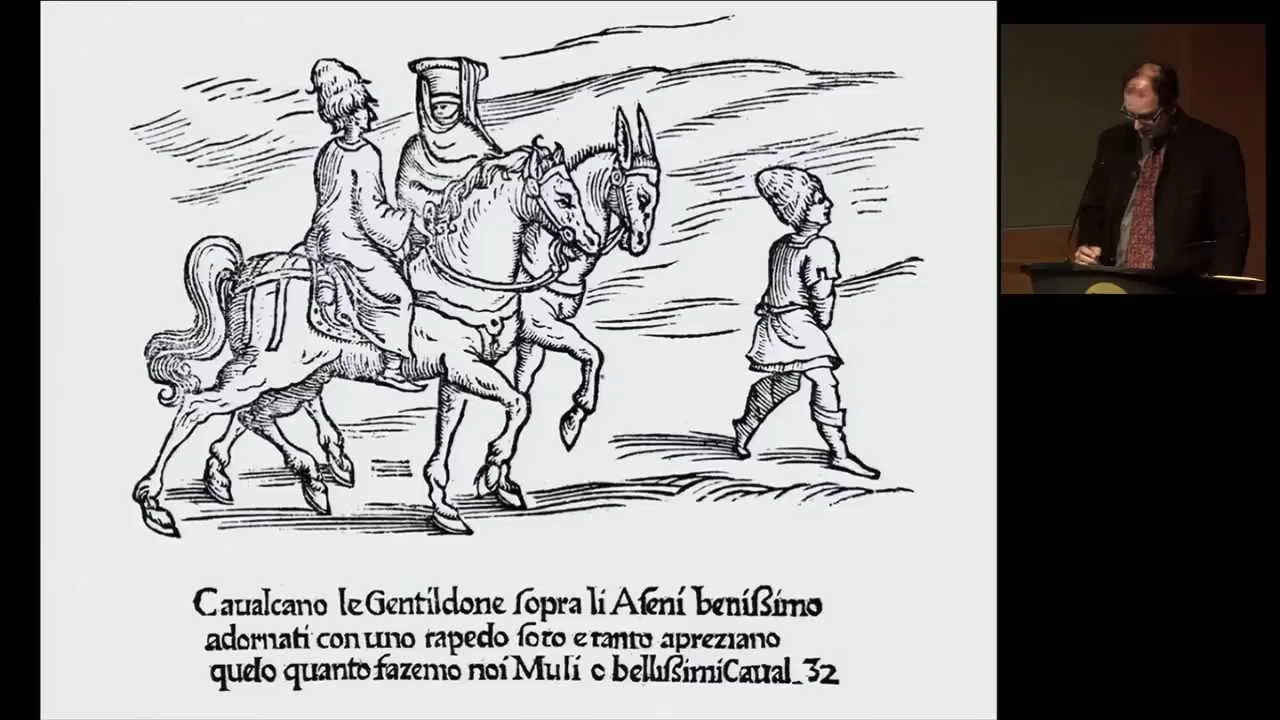 Caualcano le Gentildone ſopra li Aſeni beniſsimo
adornati con uno tapedo ſoto e tanto apreziano
quelo quanto fazemo noi Muli o belliſsimi Caual_32